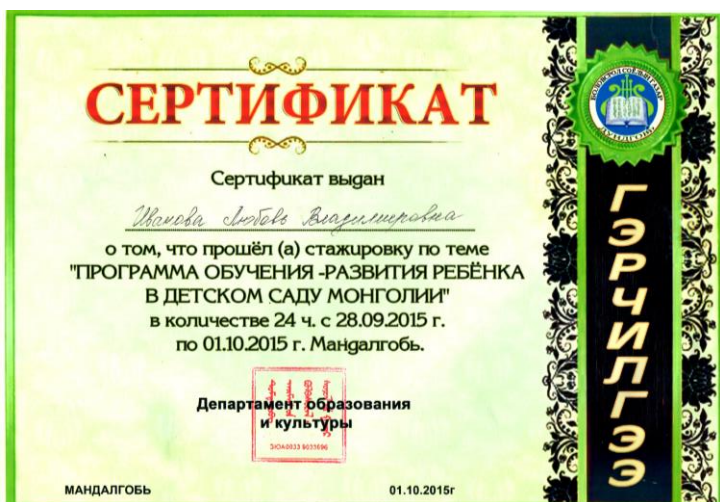 СЕРТИФИКАТ
Сертификат выдан
Иванова Любовь Владимировна
о том, что прошёл (а) стажировку по теме
"ПРОГРАММА ОБУЧЕНИЯ -РАЗВИТИЯ РЕБЁНКА
В ДЕТСКОМ САДУ МОНГОЛИИ"
в количестве 24 ч. с 28.09.2015 г.
по 01.10.2015 г. Мандалгобь.
Департамент образования
и культуры
МАНДАЛГОБЬ
01.10.2015г
ГЭРЧИЛГЭЭ